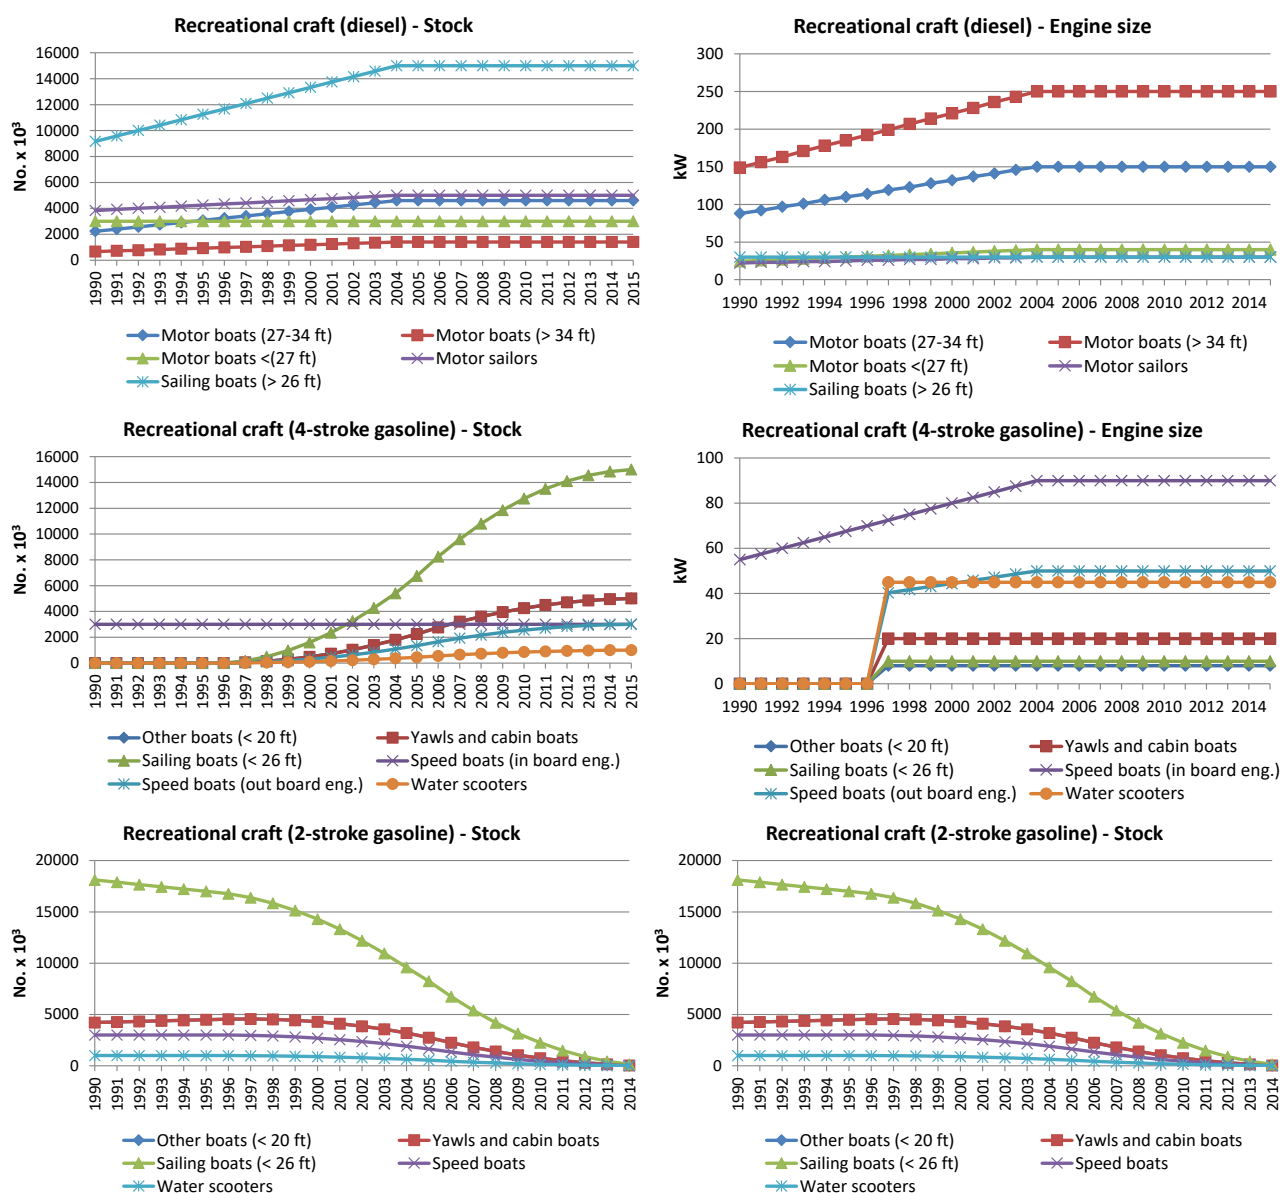 Recreational craft (diesel) - Stock
No. x 10³
16000
14000
12000
10000
8000
6000
4000
2000
0
1990 1991 1992 1993 1994 1995 1996 1997 1998 1999 2000 2001 2002 2003 2004 2005 2006 2007 2008 2009 2010 2011 2012 2013 2014 2015
Motor boats (27-34 ft) Motor boats (> 34 ft)
Motor boats <(27 ft) Motor sailors
Sailing boats (> 26 ft)
Recreational craft (diesel) - Engine size
kW
300
250
200
150
100
50
0
1990 1992 1994 1996 1998 2000 2002 2004 2006 2008 2010 2012 2014
Motor boats (27-34 ft) Motor boats (> 34 ft)
Motor boats <(27 ft) Motor sailors
Sailing boats (> 26 ft)
Recreational craft (4-stroke gasoline) - Stock
No. x 10³
16000
14000
12000
10000
8000
6000
4000
2000
0
1990 1991 1992 1993 1994 1995 1996 1997 1998 1999 2000 2001 2002 2003 2004 2005 2006 2007 2008 2009 2010 2011 2012 2013 2014 2015
Other boats (< 20 ft) Yawls and cabin boats
Sailing boats (< 26 ft) Speed boats (in board eng.)
Speed boats (out board eng.) Water scooters
Recreational craft (4-stroke gasoline) - Engine size
kW
100
80
60
40
20
0
1990 1992 1994 1996 1998 2000 2002 2004 2006 2008 2010 2012 2014
Other boats (< 20 ft) Yawls and cabin boats
Sailing boats (< 26 ft) Speed boats (in board eng.)
Speed boats (out board eng.) Water scooters
Recreational craft (2-stroke gasoline) - Stock
No. x 10³
20000
15000
10000
5000
0
1990 1991 1992 1993 1994 1995 1996 1997 1998 1999 2000 2001 2002 2003 2004 2005 2006 2007 2008 2009 2010 2011 2012 2013 2014
Other boats (< 20 ft) Yawls and cabin boats
Sailing boats (< 26 ft) Speed boats
Water scooters
Recreational craft (2-stroke gasoline) - Stock
No. x 10³
20000
15000
10000
5000
0
1990 1991 1992 1993 1994 1995 1996 1997 1998 1999 2000 2001 2002 2003 2004 2005 2006 2007 2008 2009 2010 2011 2012 2013 2014
Other boats (< 20 ft) Yawls and cabin boats
Sailing boats (< 26 ft) Speed boats
Water scooters